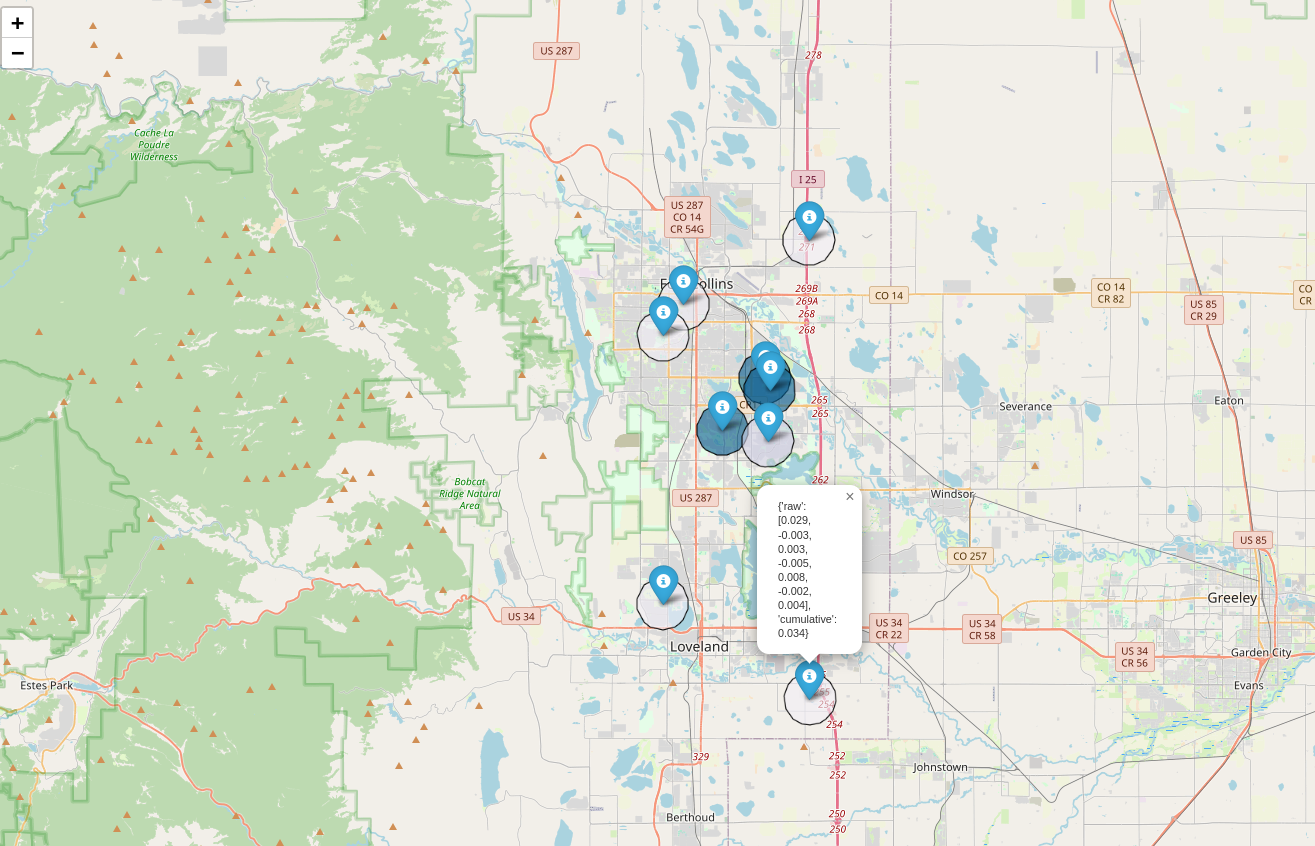 +
−
US 287
278
Cache La
Poudre
Wilderness
I 25
US 287
CO 14
CR 54G
271
269B
269A
268
268
CO 14
CO 14
CR 82
US 85
CR 29
CO
CR
265
265
Severance
Eaton
262
Bobcat
Ridge Natural
Area
US 287
Windsor
×
{'raw':
[0.029,
-0.003,
0.003,
-0.005,
0.008,
-0.002,
0.004],
'cumulative':
0.034}
US 85
CO 257
Greeley
US 34
US 34
CR 22
US 34
CR 58
Loveland
US 34
CR 56
Garden City
Estes Park
Evans
254
254
329
252
252
Johnstown
Berthoud
250
250